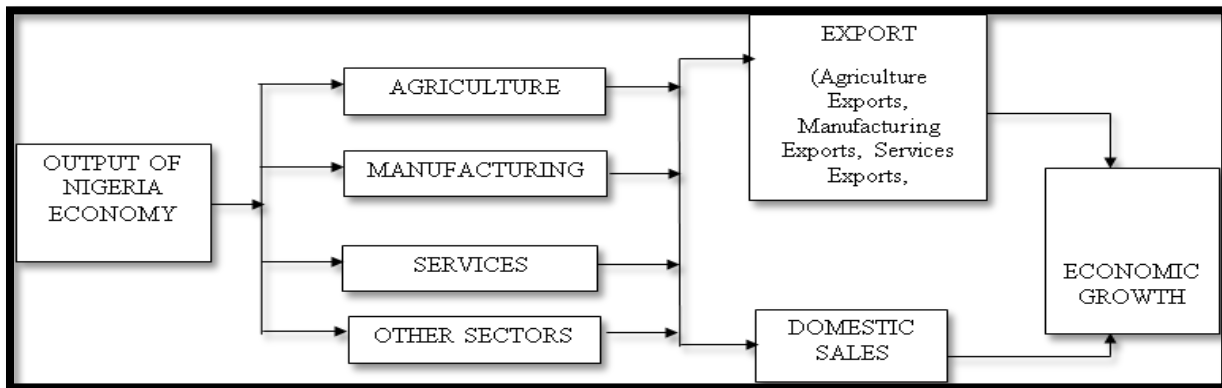 OUTPUT OF
NIGERIA
ECONOMY
AGRICULTURE
MANUFACTURING
SERVICES
OTHER SECTORS
EXPORT
(Agriculture
Exports,
Manufacturing
Exports, Services
Exports,
DOMESTIC
SALES
ECONOMIC
GROWTH